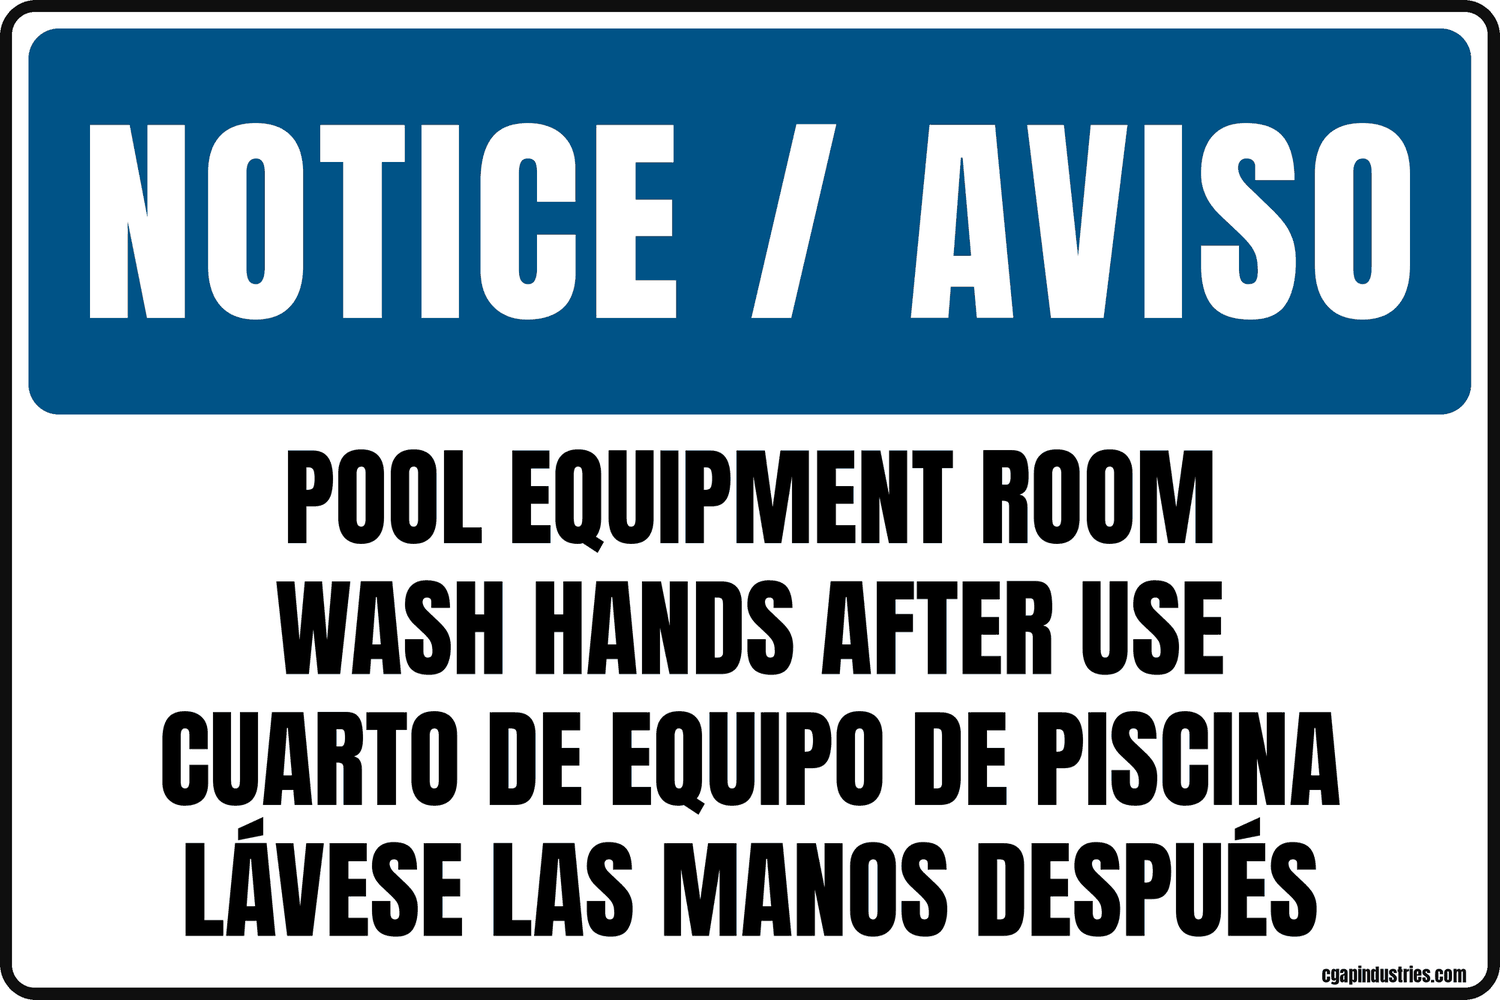 NOTICE / AVISO
POOL EQUIPMENT ROOM
WASH HANDS AFTER USE
CUARTO DE EQUIPO DE PISCINA
LÁVESE LAS MANOS DESPUÉS
cgapindustries.com